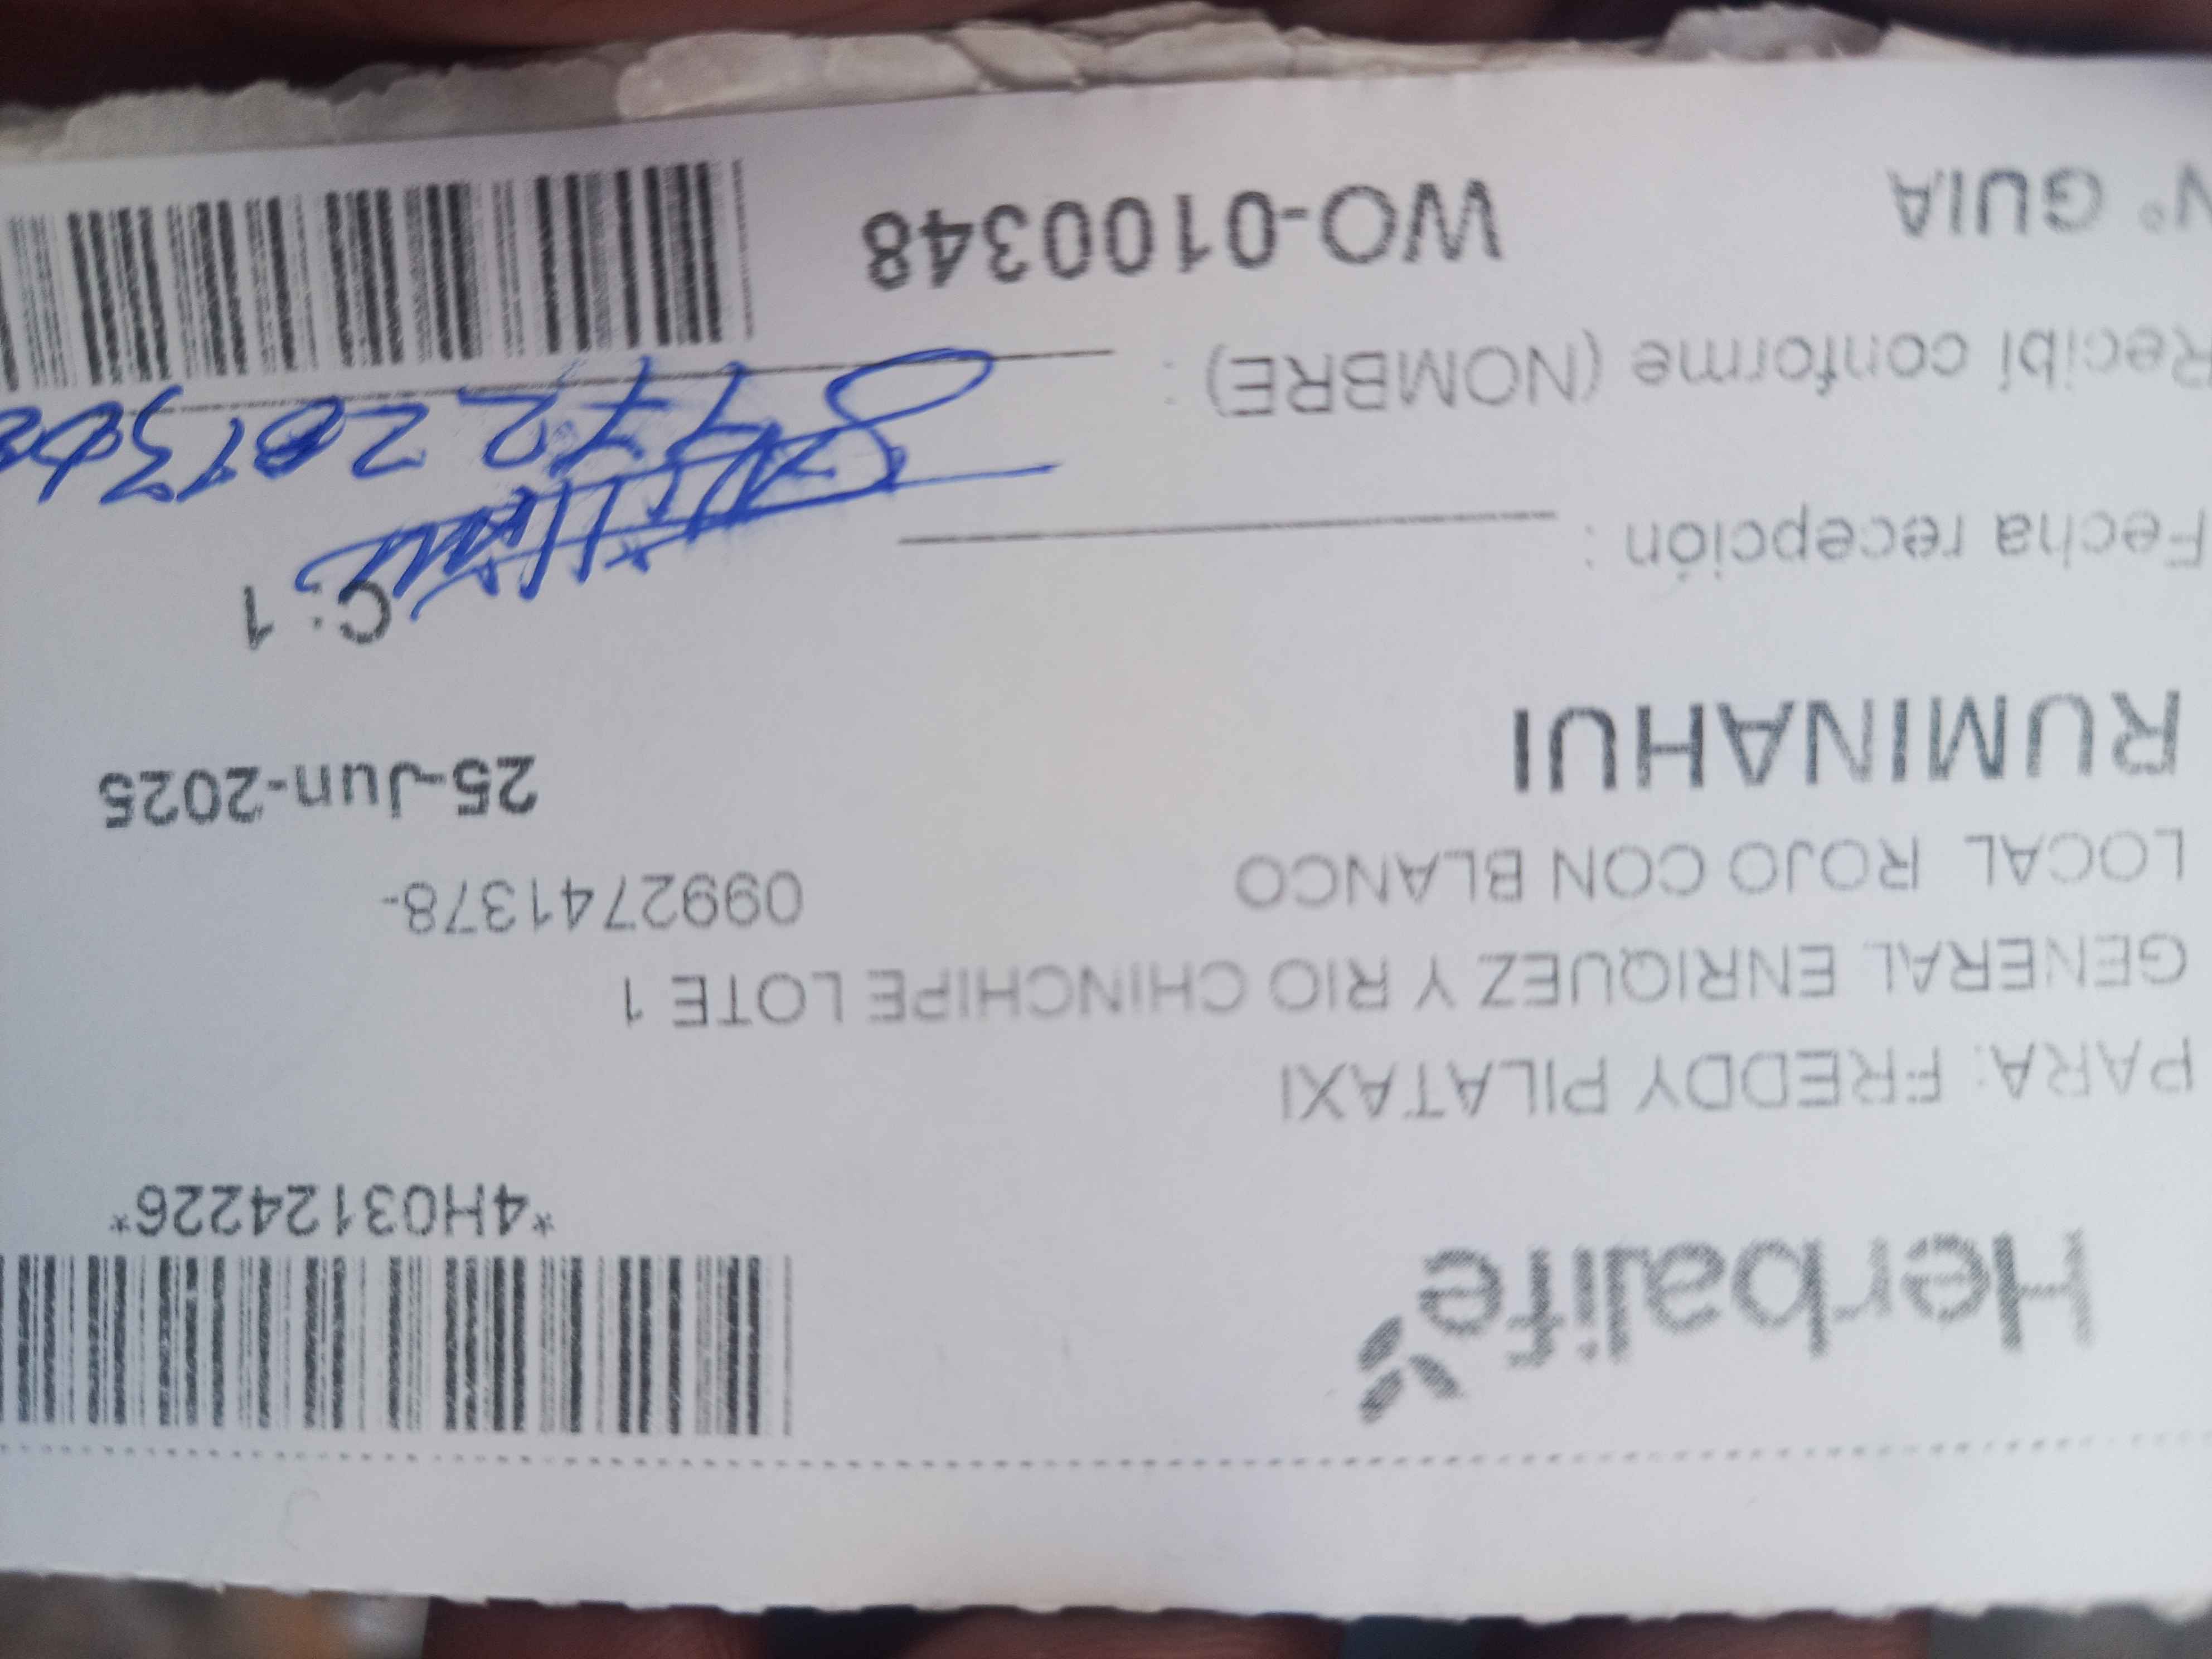 Herbalife
*4H03124226*
PARA: FREDDY PILATAXI
GENERAL ENRIQUEZ Y RIO CHINCHIPE LOTE 1
LOCAL ROJO CON BLANCO 0992741378-
RUMINAHUI 25-Jun-2025
C: 1
Fecha recepción :
Recibí conforme (NOMBRE) :
N° GUIA WO-0100348